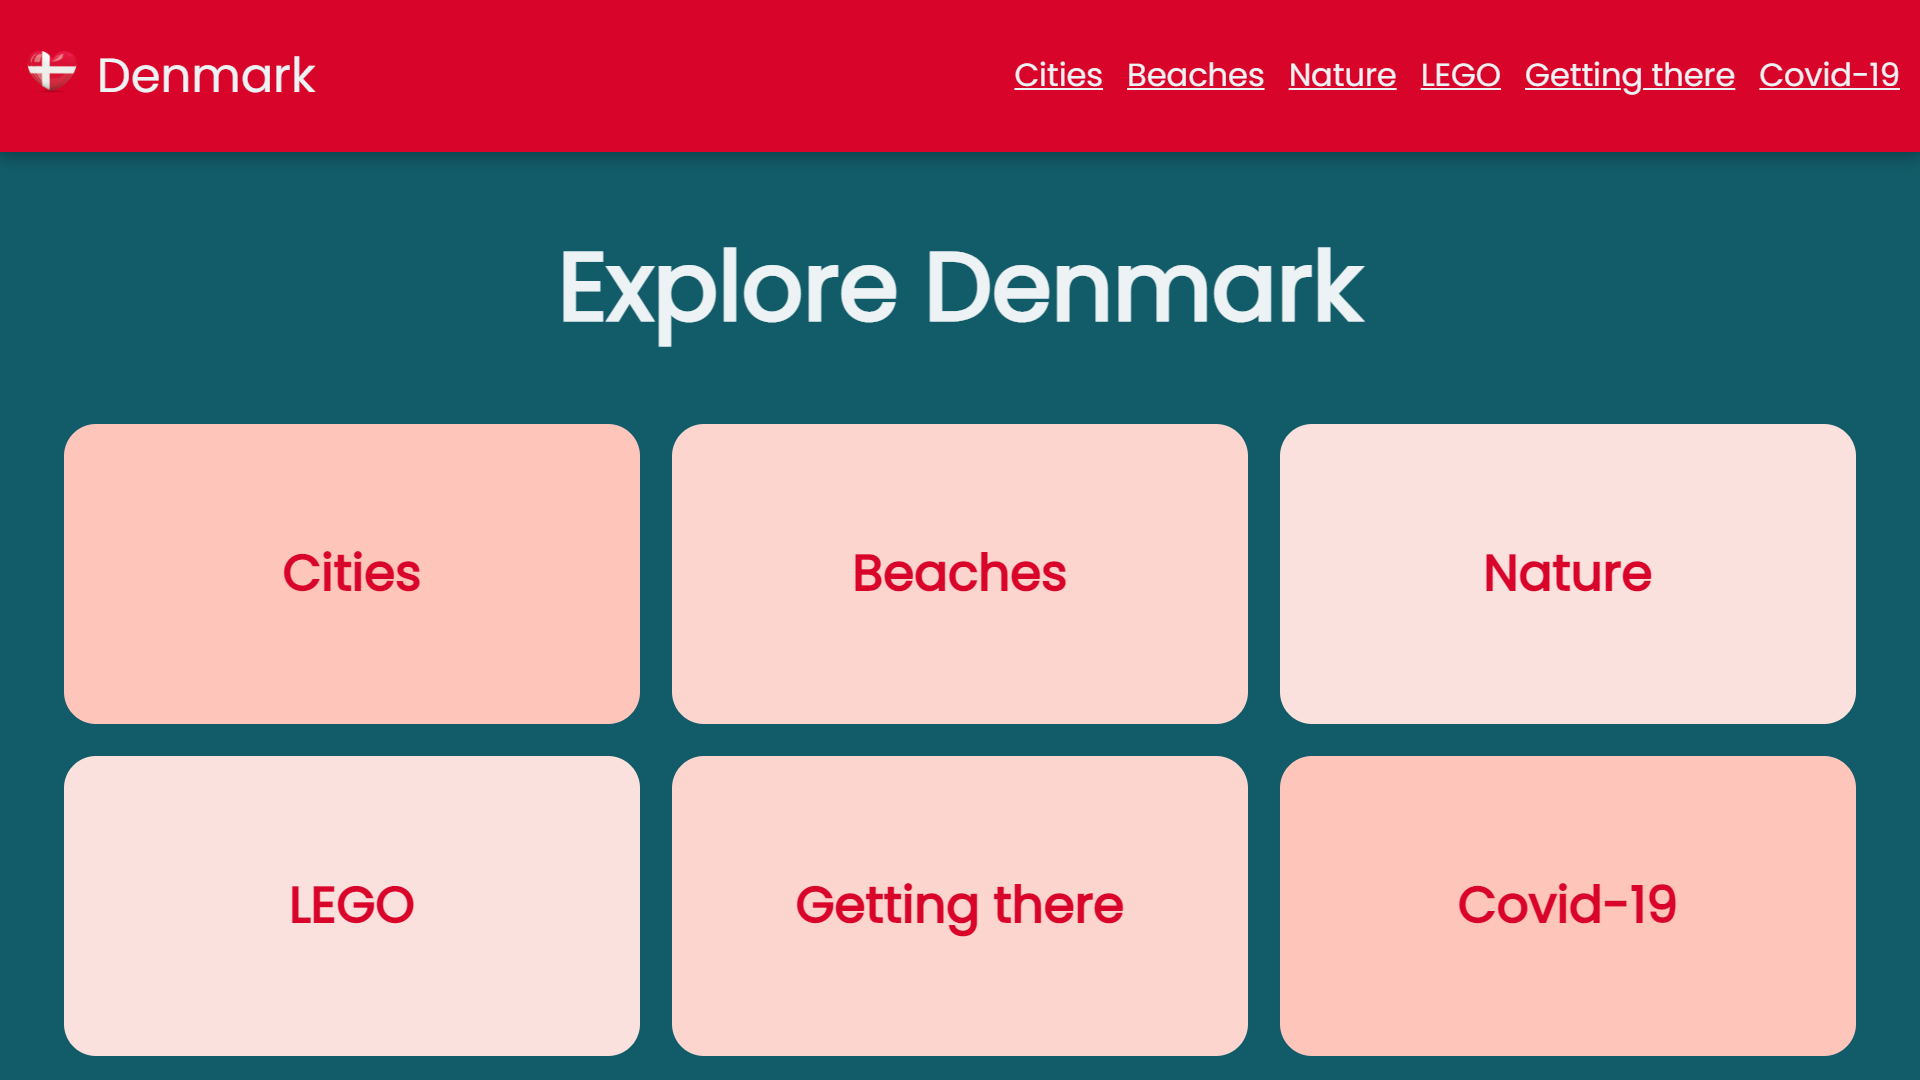 Denmark
Cities Beaches Nature LEGO Getting there Covid-19
Explore Denmark
Cities
Beaches
Nature
LEGO
Getting there
Covid-19